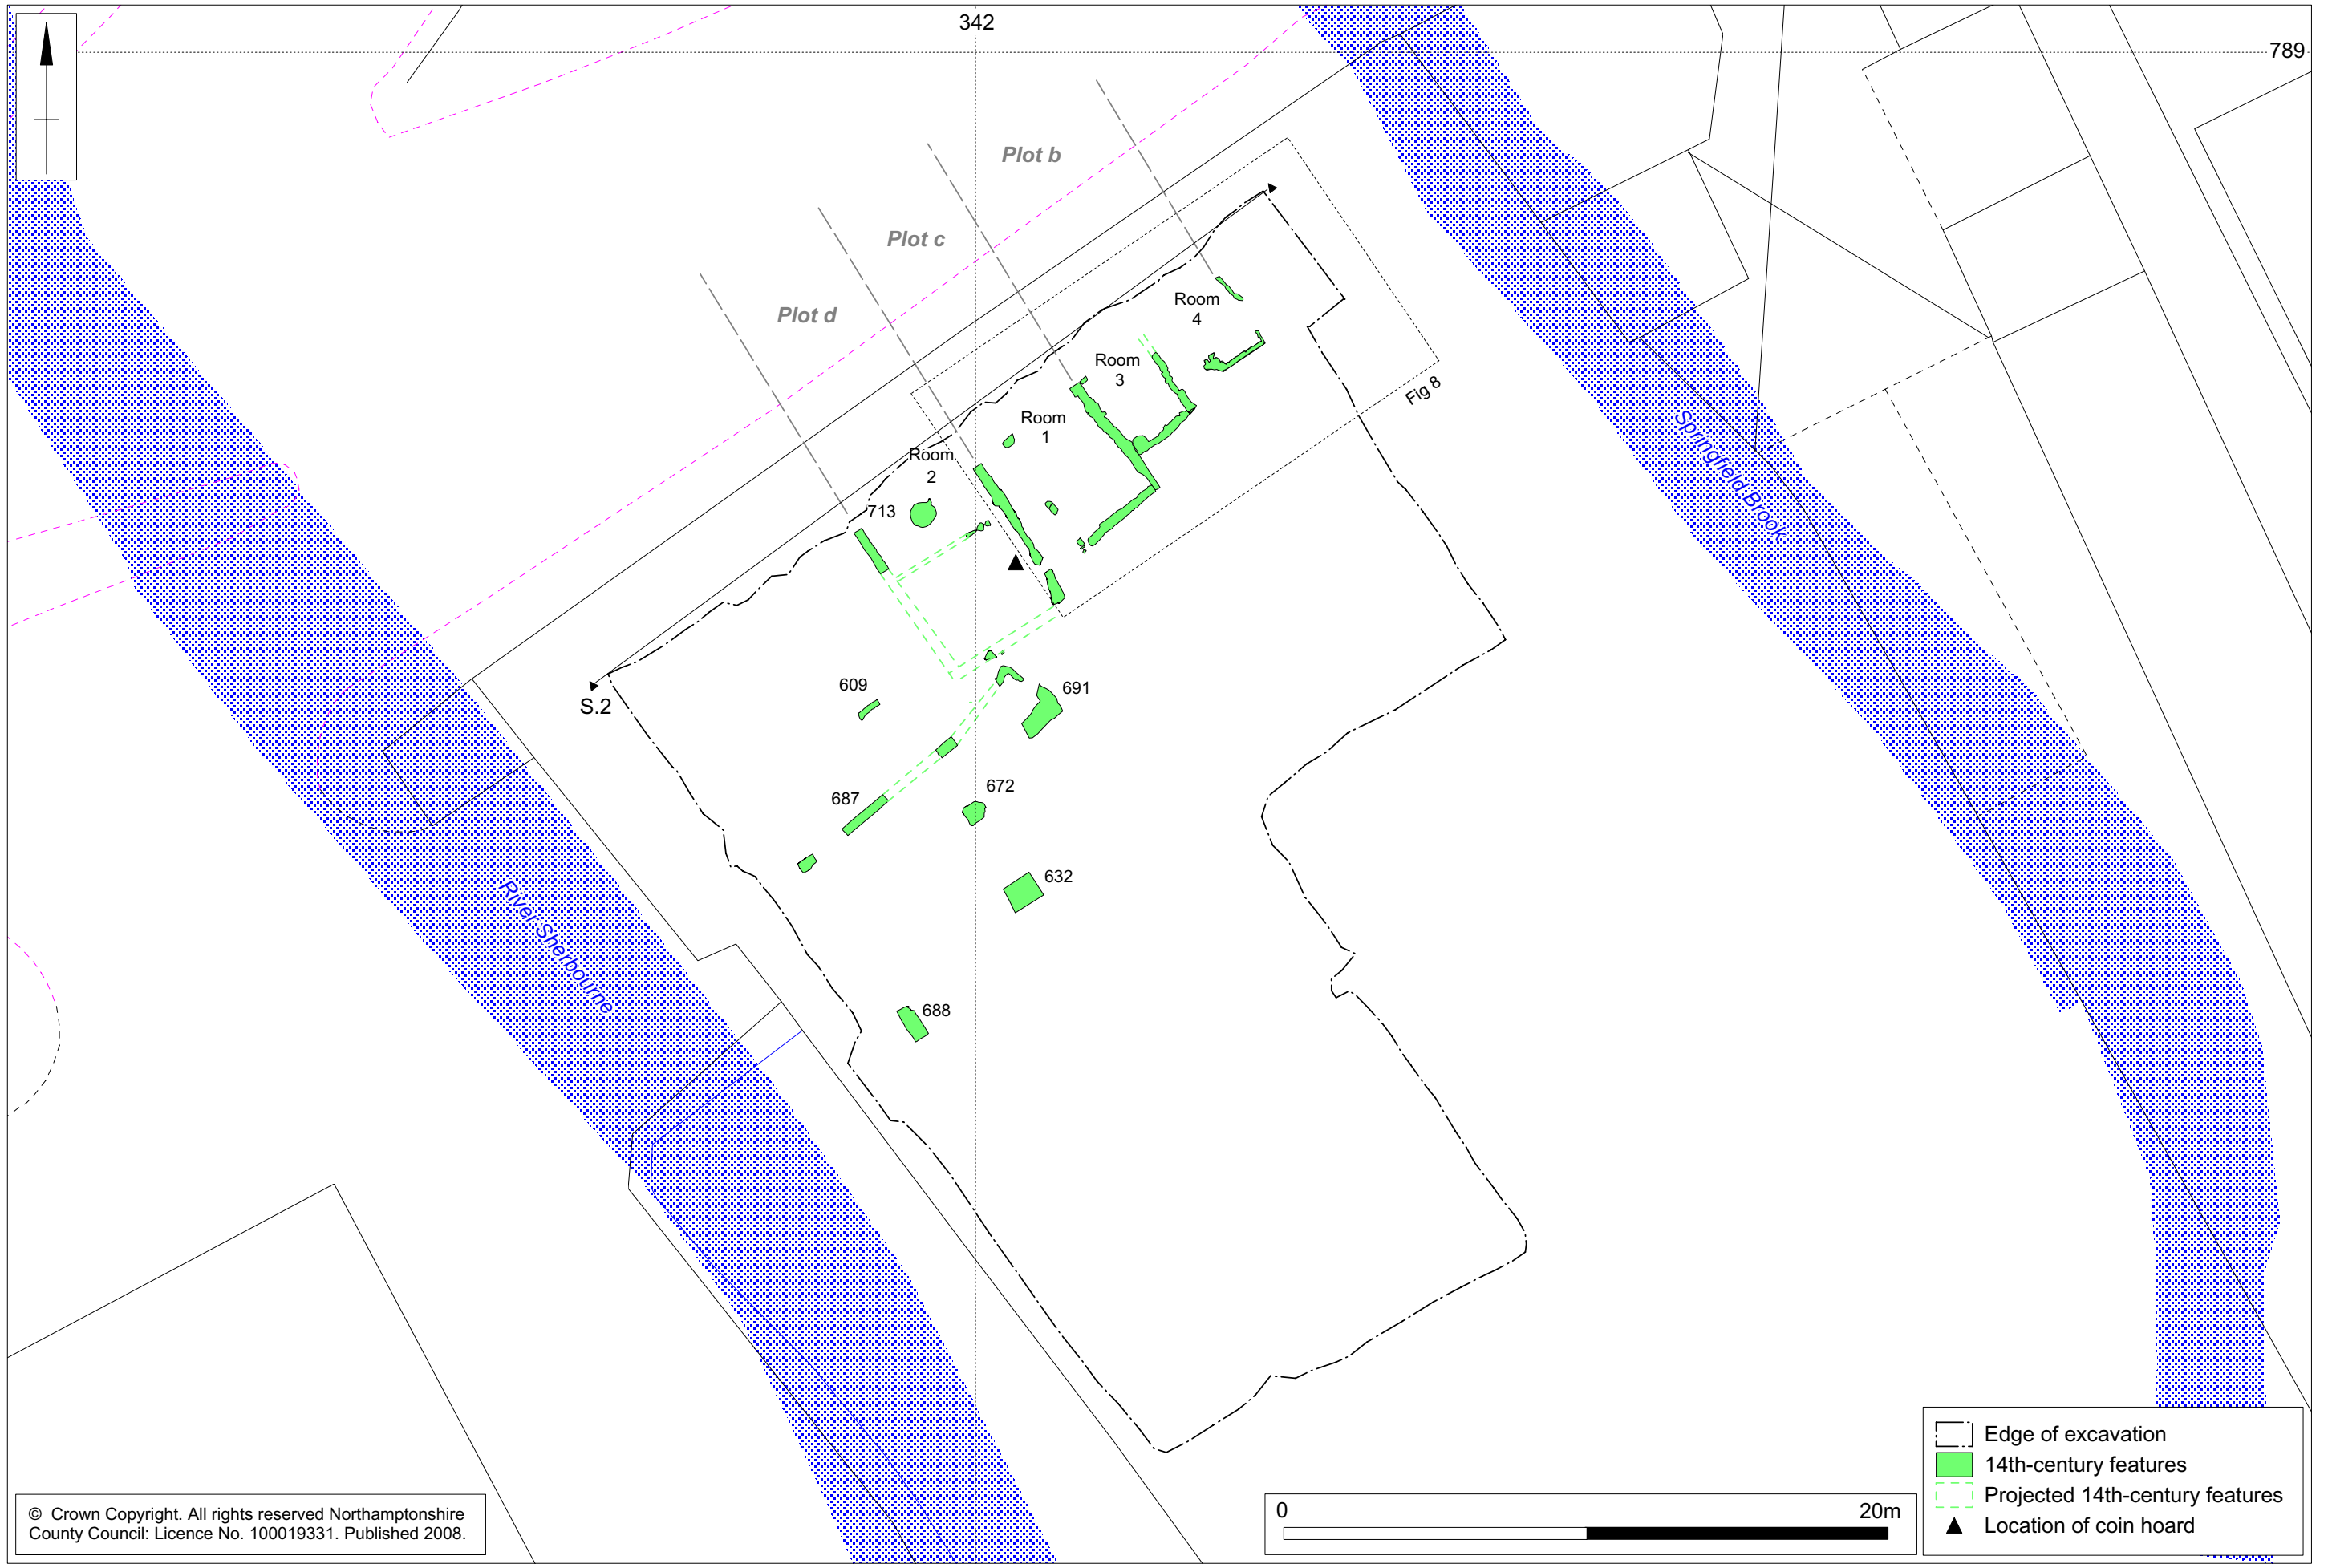 342
789
Plot b
Plot c
Plot d
Room
4
Room
3
Room
1
Room
2
713
Fig 8
Springfield Brook
S.2
609
691
687
672
632
688
River Sherbourne
Edge of excavation
14th-century features
Projected 14th-century features
Location of coin hoard
0 20m
© Crown Copyright. All rights reserved Northamptonshire
County Council: Licence No. 100019331. Published 2008.